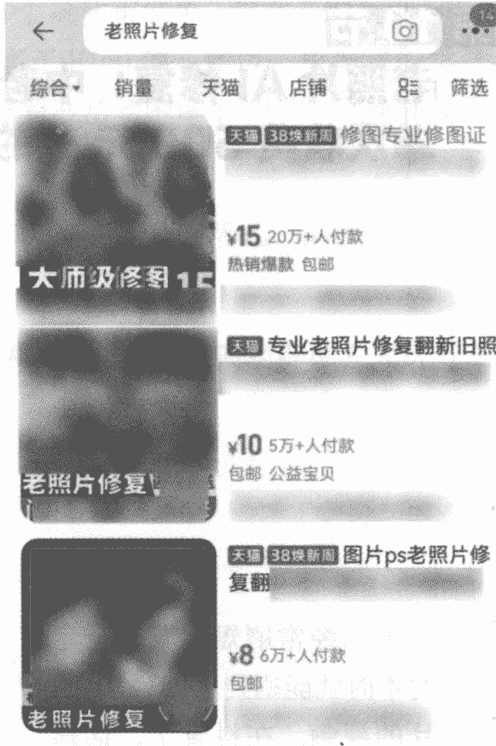 14
老照片修复
综合 销量 天猫 店铺 筛选
天猫 38焕新周 修图专业修图证
¥15 20万+人付款
热销爆款 包邮
大师级修图 15
天猫 专业老照片修复翻新旧照
¥10 5万+人付款
包邮 公益宝贝
老照片修复
天猫 38焕新周 图片ps老照片修
复翻
¥8 6万+人付款
包邮
老照片修复